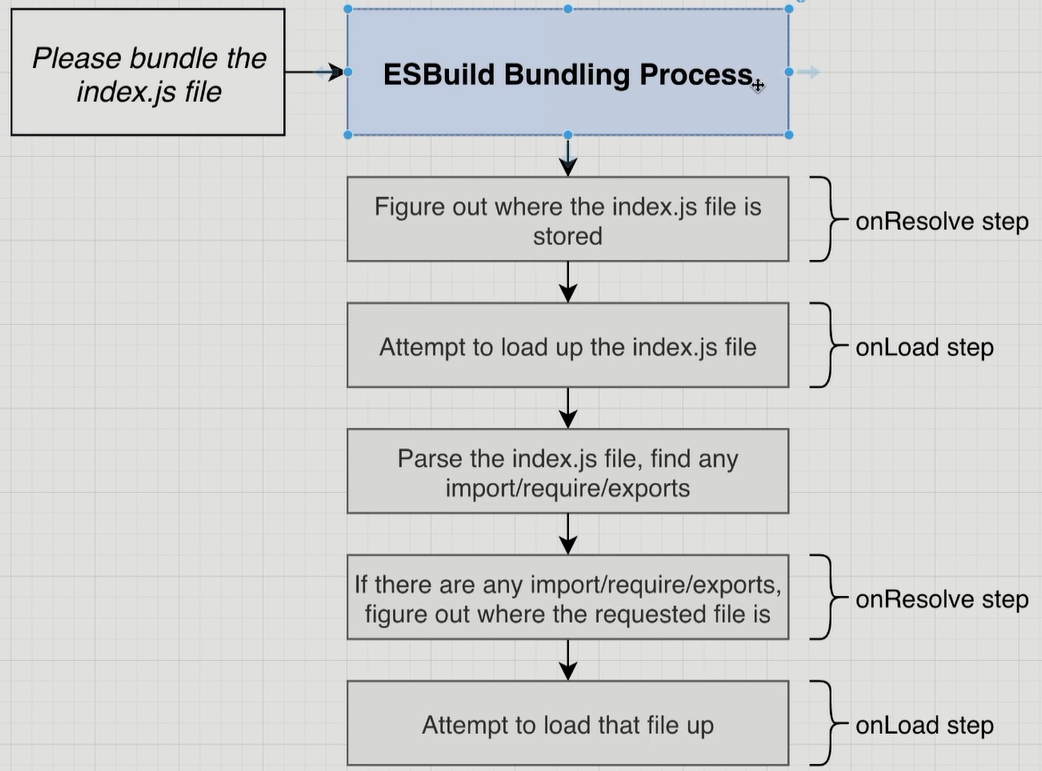 Please bundle the
index.js file
ESBuild Bundling Process
Figure out where the index.js file is
stored
onResolve step
Attempt to load up the index.js file
onLoad step
Parse the index.js file, find any
import/require/exports
If there are any import/require/exports,
figure out where the requested file is
onResolve step
Attempt to load that file up
onLoad step